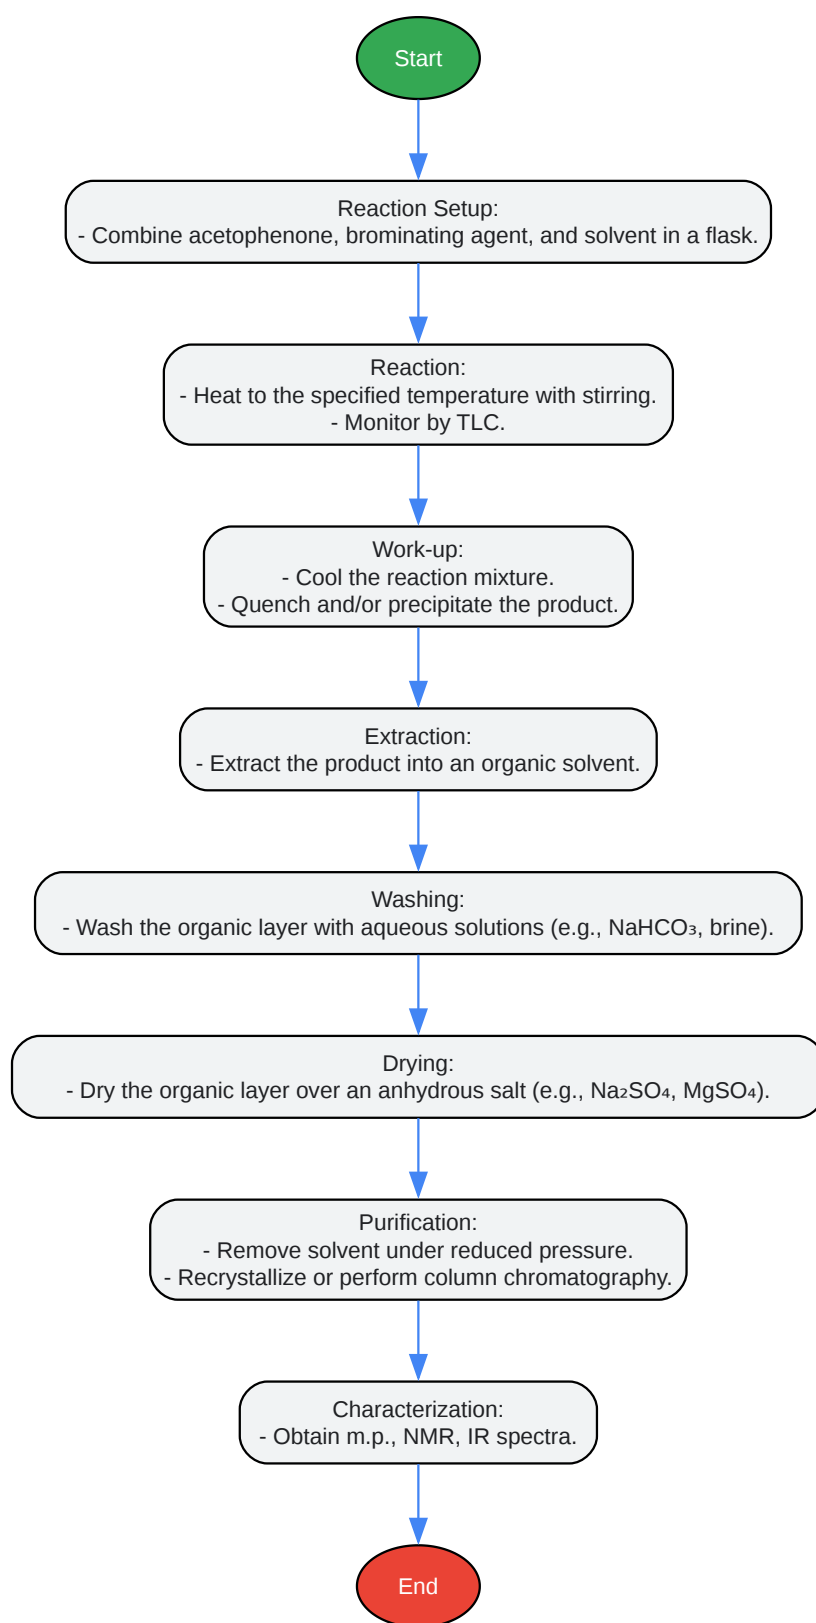 Start
Reaction Setup:
- Combine acetophenone, brominating agent, and solvent in a flask.
Reaction:
- Heat to the specified temperature with stirring.
- Monitor by TLC.
Work-up:
- Cool the reaction mixture.
- Quench and/or precipitate the product.
Extraction:
- Extract the product into an organic solvent.
Washing:
- Wash the organic layer with aqueous solutions (e.g., NaHCO₃, brine).
Drying:
- Dry the organic layer over an anhydrous salt (e.g., Na₂SO₄, MgSO₄).
Purification:
- Remove solvent under reduced pressure.
- Recrystallize or perform column chromatography.
Characterization:
- Obtain m.p., NMR, IR spectra.
End